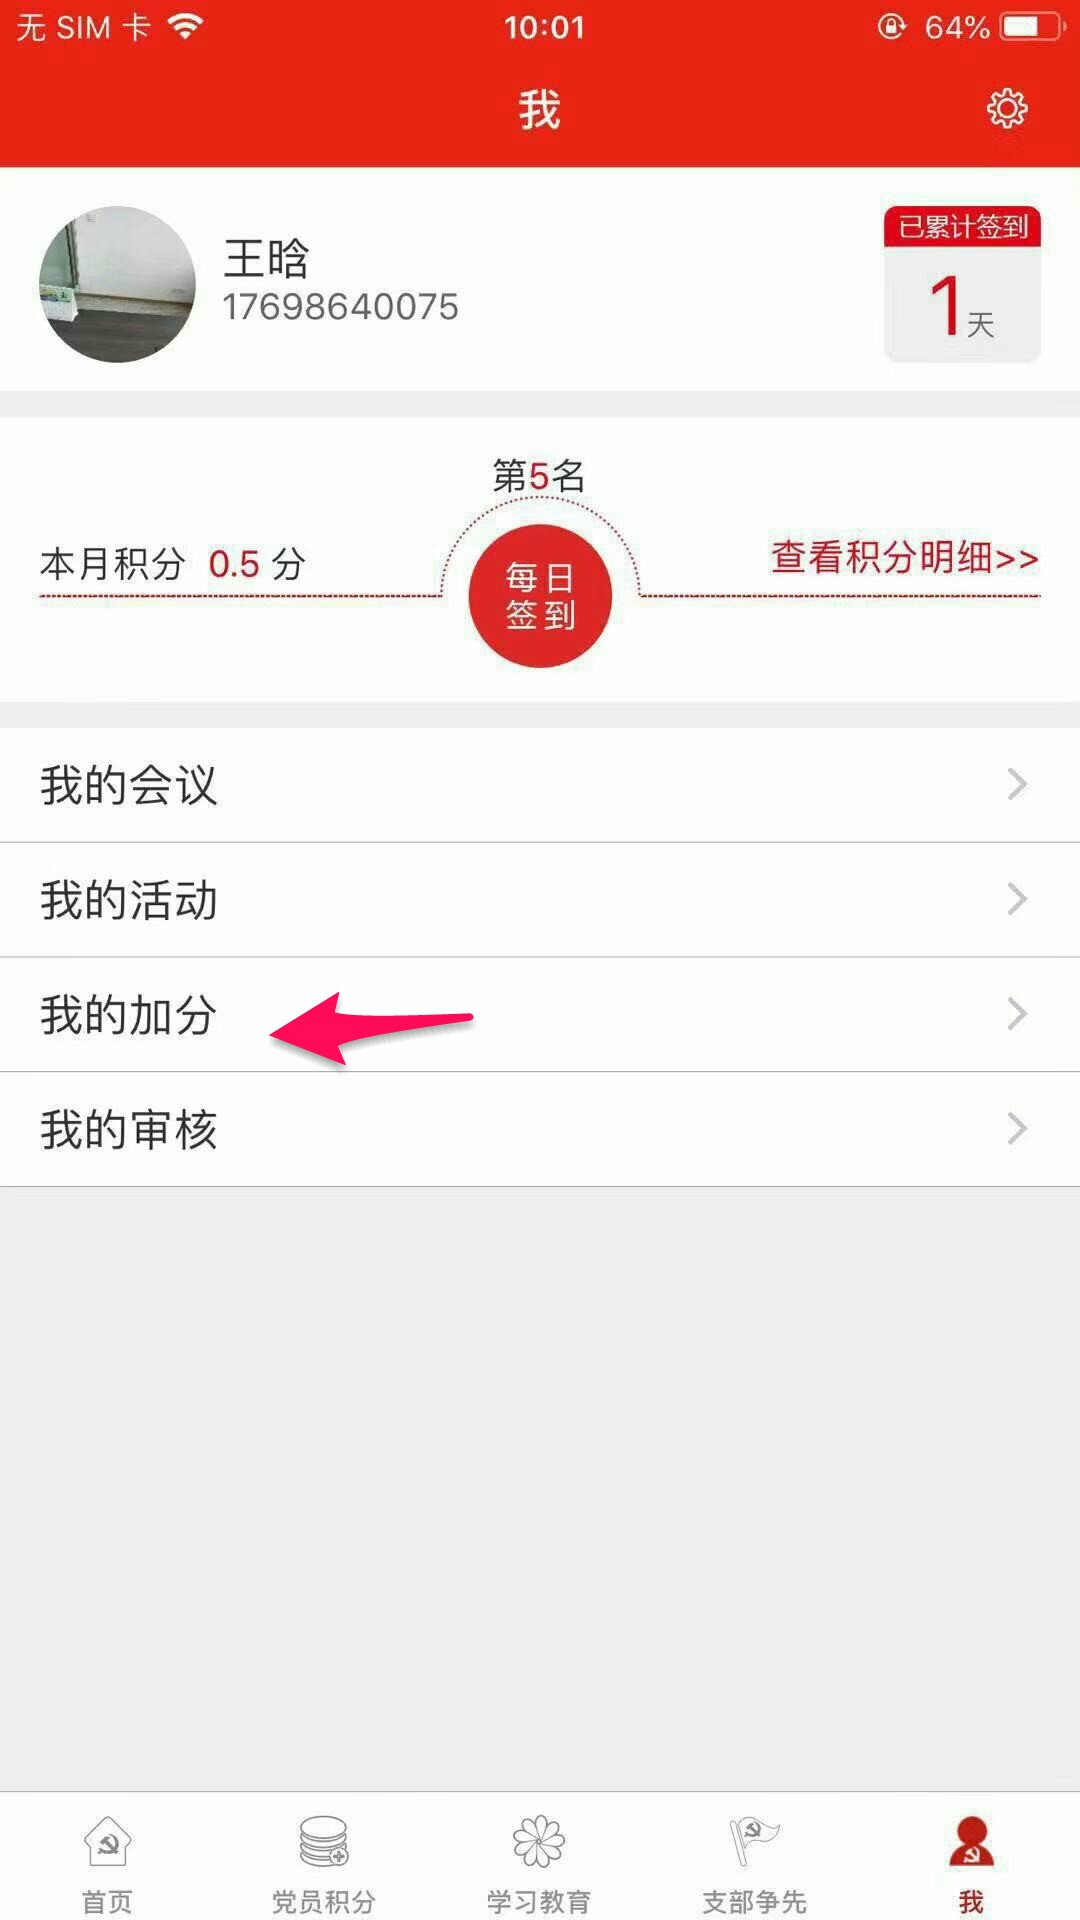 无 SIM 卡 10:01 64%
我
王晗
17698640075
已累计签到
1天
第5名
本月积分 0.5 分
每日
签到
查看积分明细>>
我的会议
我的活动
我的加分
我的审核
首页 党员积分 学习教育 支部争先 我